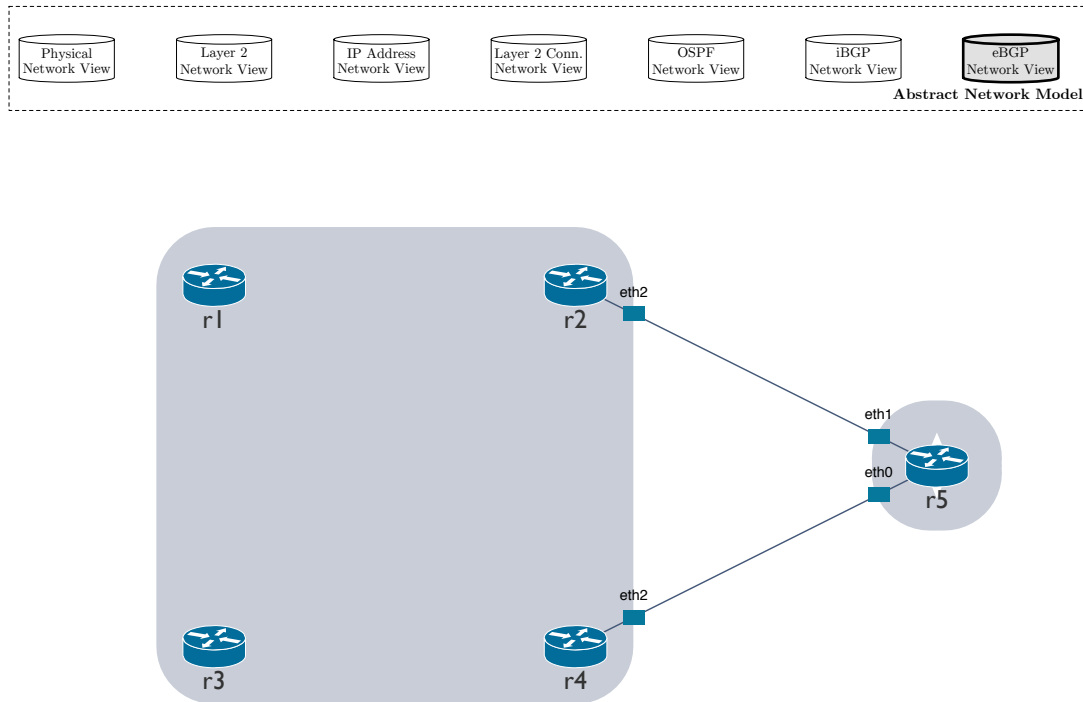 Physical
Network View
Layer 2
Network View
IP Address
Network View
Layer 2 Conn.
Network View
OSPF
Network View
iBGP
Network View
eBGP
Network View
Abstract Network Model
r1
r2
eth2
eth1
eth0
r5
eth2
r3
r4